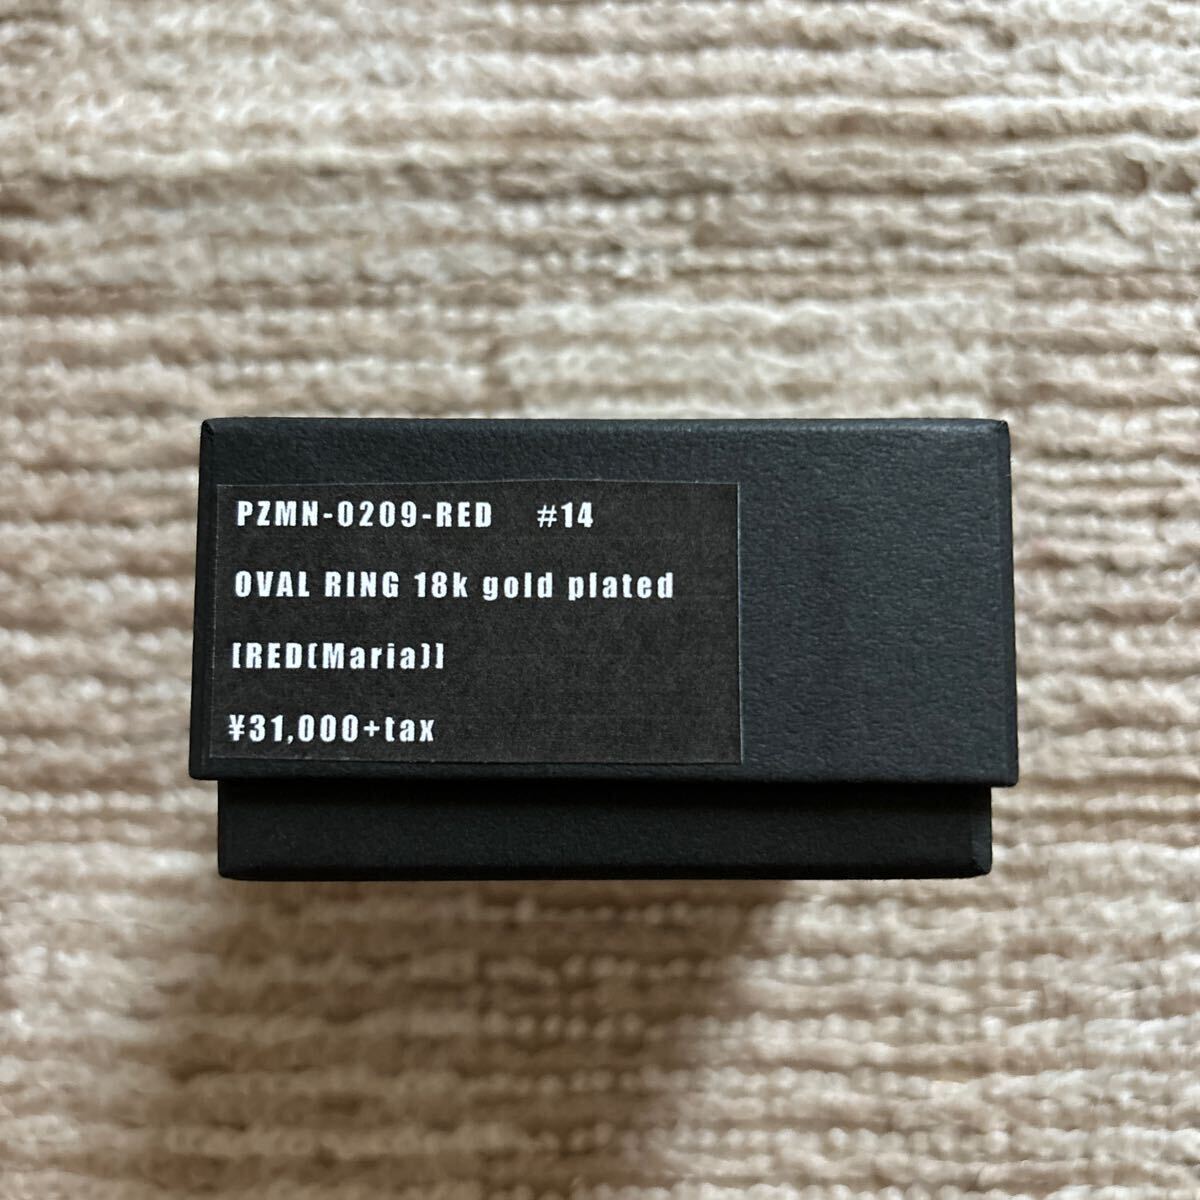 PZMN-0209-RED #14
OVAL RING 18k gold plated
[RED(Maria)]
¥31,000+tax